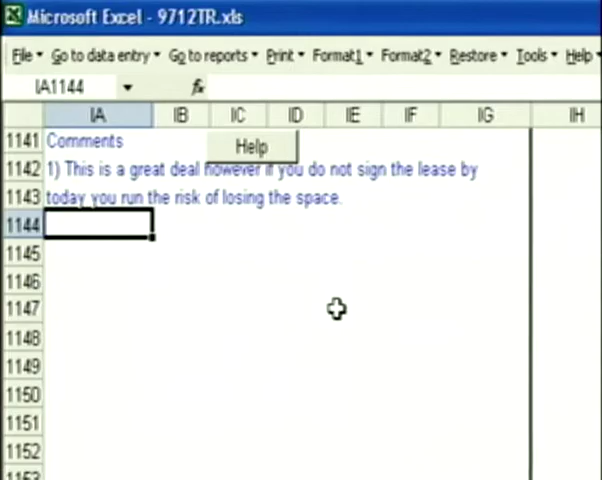 Microsoft Excel - 9712TR.xls
File Go to data entry Go to reports Print Format1 Format2 Restore Tools Help
IA1144 fx
IA IB IC ID IE IF IG IH
1141 Comments Help
1142 1) This is a great deal however if you do not sign the lease by
1143 today you run the risk of losing the space.
1144
1145
1146
1147
1148
1149
1150
1151
1152
1153